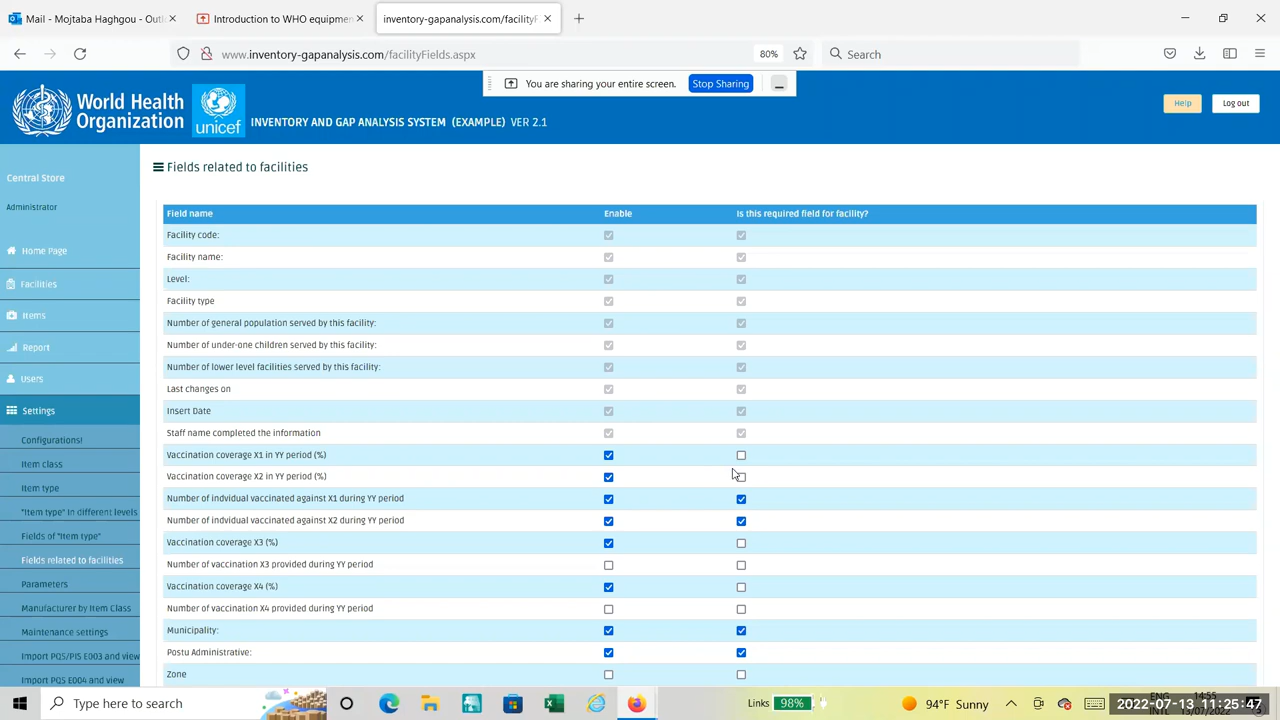 Mail - Mojtaba Haghgou - Outl
Introduction to WHO equipmen
inventory-gapanalysis.com/facilityF
www.inventory-gapanalysis.com/facilityFields.aspx
80%
Search
You are sharing your entire screen.
Stop Sharing
World Health
Organization
unicef
INVENTORY AND GAP ANALYSIS SYSTEM (EXAMPLE) VER 2.1
Help
Log out
Central Store
Administrator
Home Page
Facilities
Items
Report
Users
Settings
Configurations!
Item class
Item type
"Item type" In different levels
Fields of "Item type"
Fields related to facilities
Parameters
Manufacturer by Item Class
Maintenance settings
Import PQS/PIS E003 and view
Import PQS E004 and view
Fields related to facilities
Field name Enable Is this required field for facility?
Facility code:
Facility name:
Level:
Facility type
Number of general population served by this facility:
Number of under-one children served by this facility:
Number of lower level facilities served by this facility:
Last changes on
Insert Date
Staff name completed the information
Vaccination coverage X1 in YY period (%)
Vaccination coverage X2 in YY period (%)
Number of indvidual vaccinated against X1 during YY period
Number of indvidual vaccinated against X2 during YY period
Vaccination coverage X3 (%)
Number of vaccination X3 provided during YY period
Vaccination coverage X4 (%)
Number of vaccination X4 provided during YY period
Municipality:
Postu Administrative:
Zone
Type here to search
Links
98%
94°F Sunny
ENG
14:55
2022-07-13 11:25:47